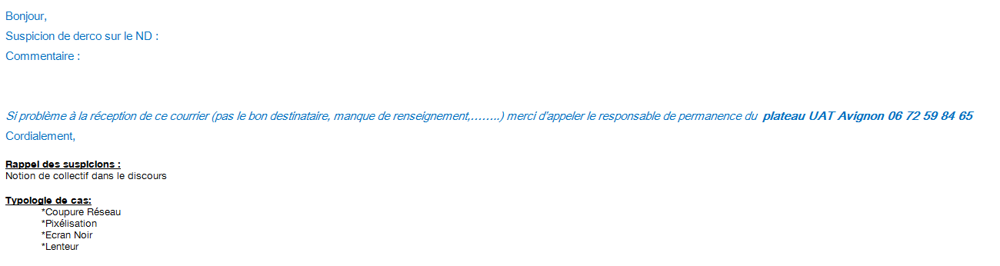 Bonjour,
Suspicion de derco sur le ND :
Commentaire :
Si problème à la réception de ce courrier (pas le bon destinataire, manque de renseignement,……..) merci d'appeler le responsable de permanence du plateau UAT Avignon 06 72 59 84 65
Cordialement,
Rappel des suspicions :
Notion de collectif dans le discours
Typologie de cas:
*Coupure Réseau
*Pixélisation
*Ecran Noir
*Lenteur